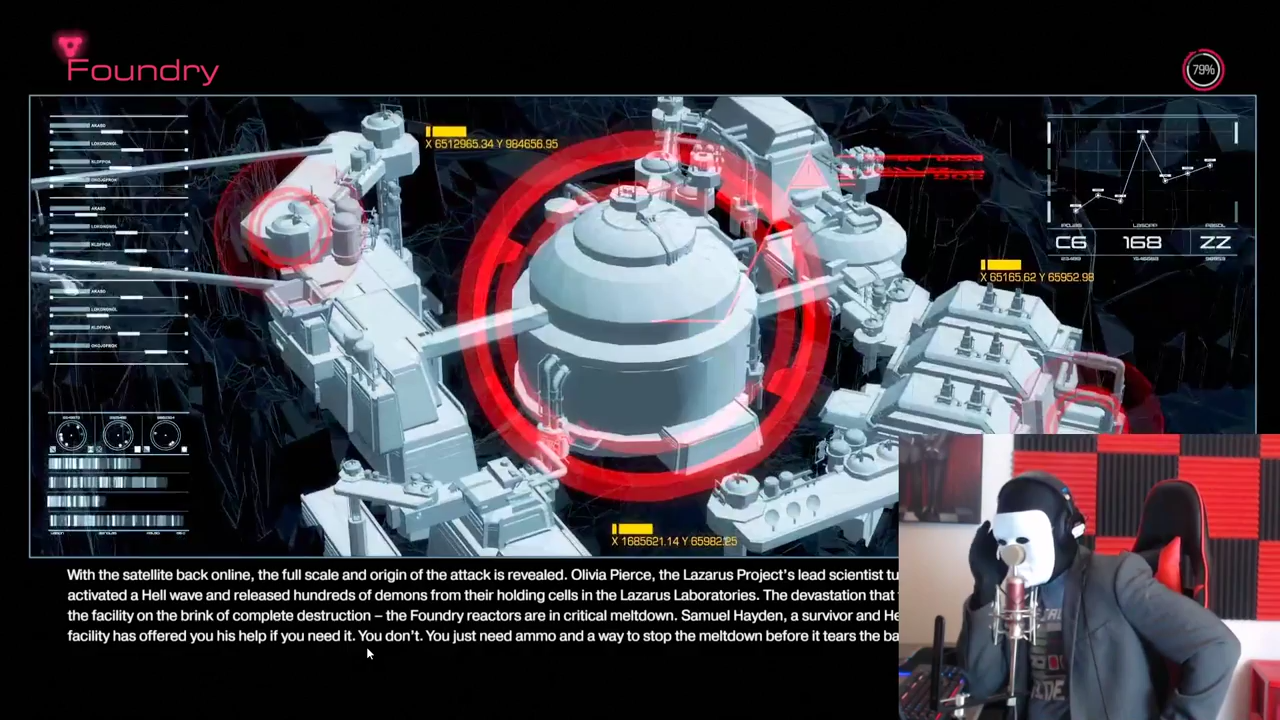 Foundry
79%
X 6512965.34 Y 984656.95
C6 168 ZZ
X 65165.62 Y 65952.98
X 1685621.14 Y 65982.25
With the satellite back online, the full scale and origin of the attack is revealed. Olivia Pierce, the Lazarus Project's lead scientist
activated a Hell wave and released hundreds of demons from their holding cells in the Lazarus Laboratories. The devastation that
the facility on the brink of complete destruction – the Foundry reactors are in critical meltdown. Samuel Hayden, a survivor and
facility has offered you his help if you need it. You don't. You just need ammo and a way to stop the meltdown before it tears the